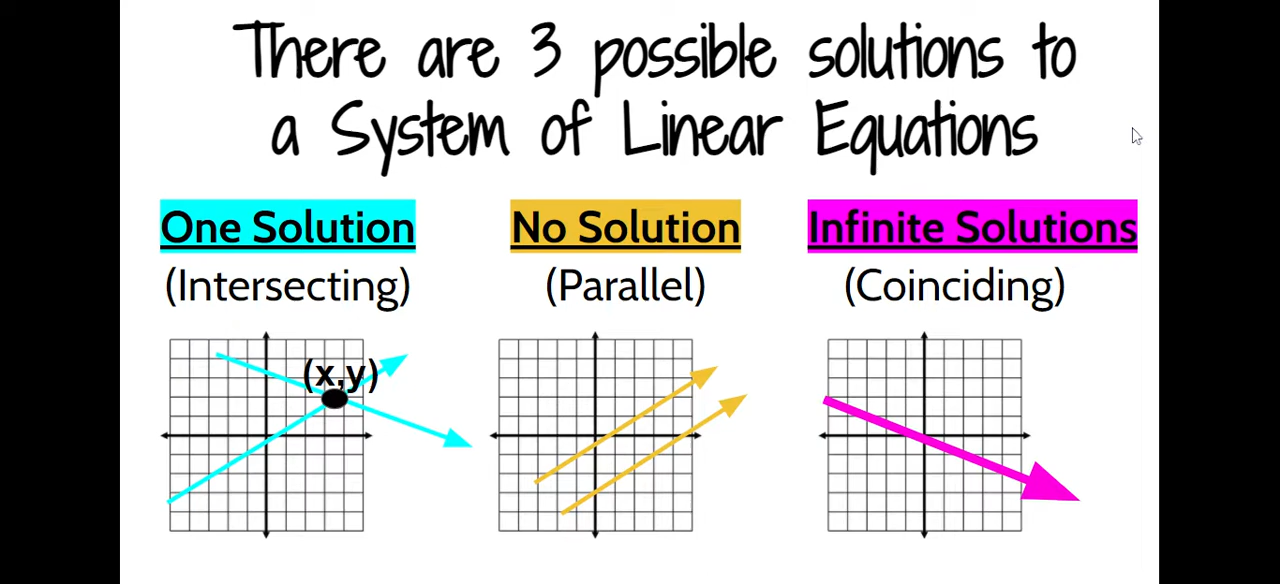 There are 3 possible solutions to
a System of Linear Equations
One Solution
(Intersecting)
(x,y)
No Solution
(Parallel)
Infinite Solutions
(Coinciding)